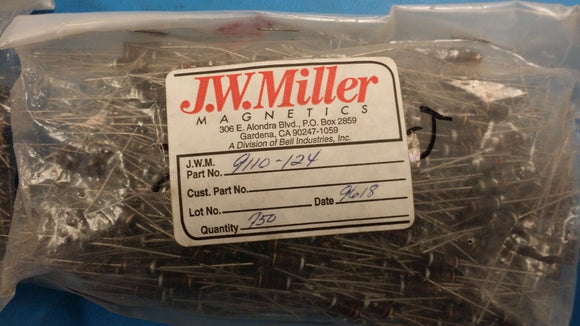 J.W.Miller
MAGNETICS
306 E. Alondra Blvd., P.O. Box 2859
Gardena, CA 90247-1059
A Division of Bell Industries, Inc.
J.W.M.
Part No. 9110-124
Cust. Part No.
Lot No. Date 9618
Quantity 750